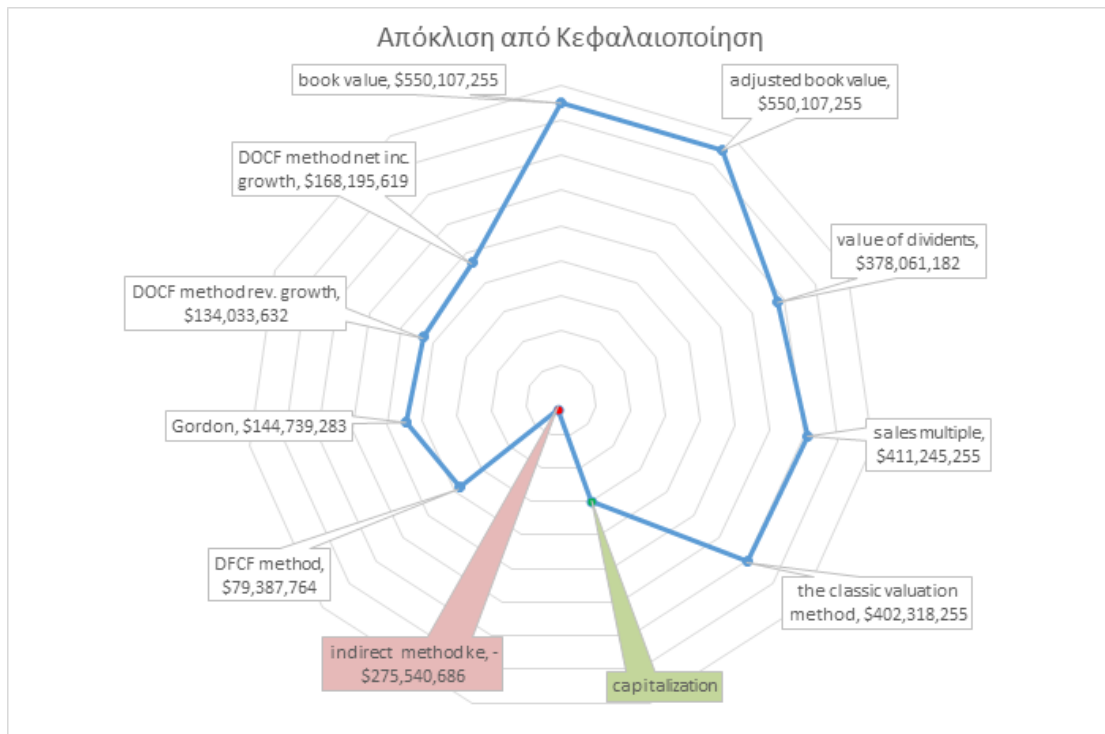 Απόκλιση από Κεφαλαιοποίηση
book value, $550,107,255
adjusted book value,
$550,107,255
DOCF method net inc.
growth, $168,195,619
value of dividents,
$378,061,182
DOCF method rev. growth,
$134,033,632
Gordon, $144,739,283
sales multiple,
$411,245,255
DFCF method,
$79,387,764
the classic valuation
method, $402,318,255
indirect method ke, -
$275,540,686
capitalization